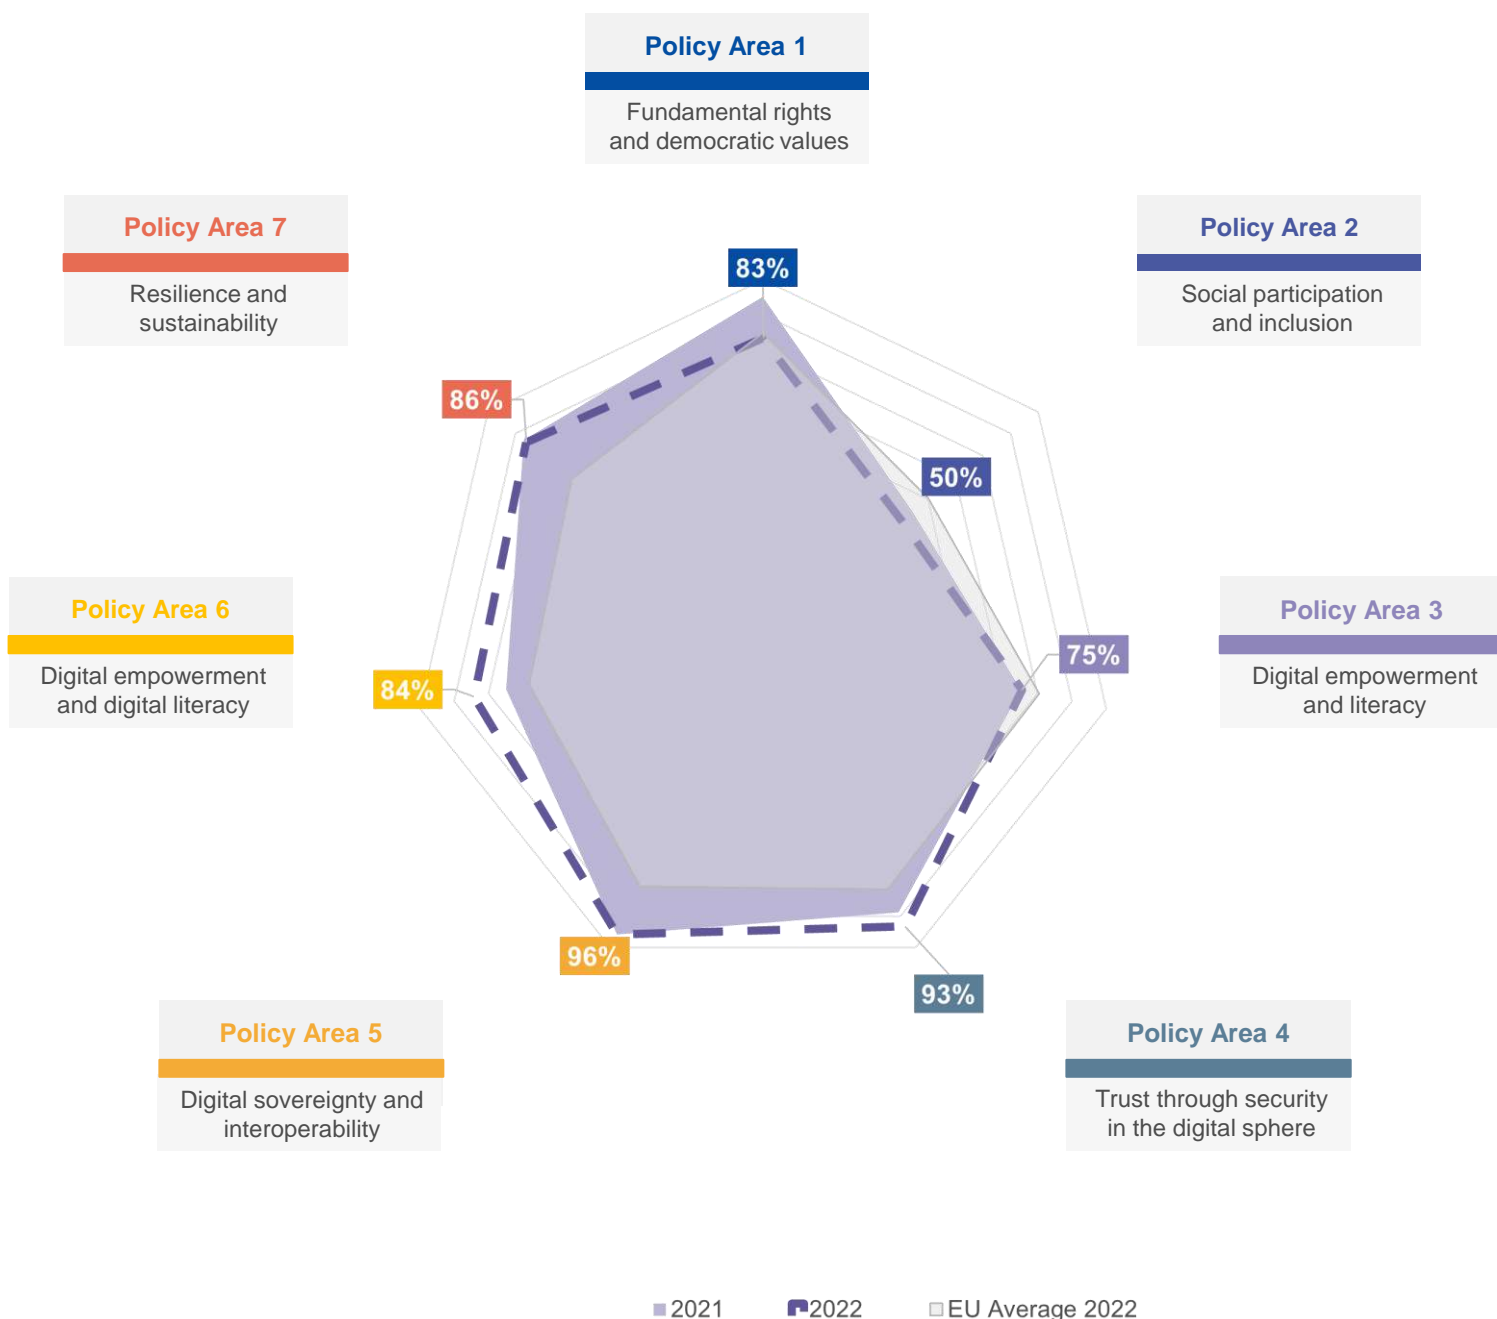 Policy Area 1
Fundamental rights
and democratic values
Policy Area 7
Resilience and
sustainability
Policy Area 2
Social participation
and inclusion
83%
86%
50%
Policy Area 6
Digital empowerment
and digital literacy
84%
75%
Policy Area 3
Digital empowerment
and literacy
96%
93%
Policy Area 5
Digital sovereignty and
interoperability
Policy Area 4
Trust through security
in the digital sphere
2021
2022
EU Average 2022